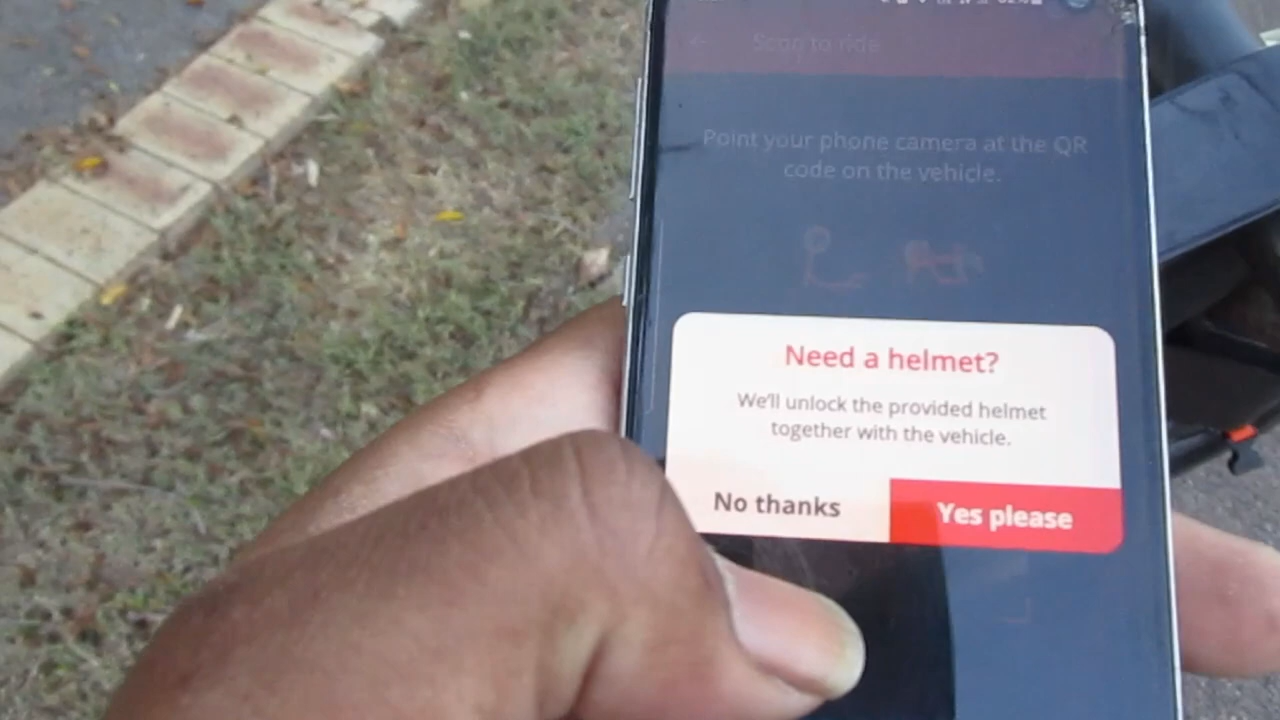 Scan to ride
Point your phone camera at the QR
code on the vehicle.
Need a helmet?
We'll unlock the provided helmet
together with the vehicle.
No thanks
Yes please